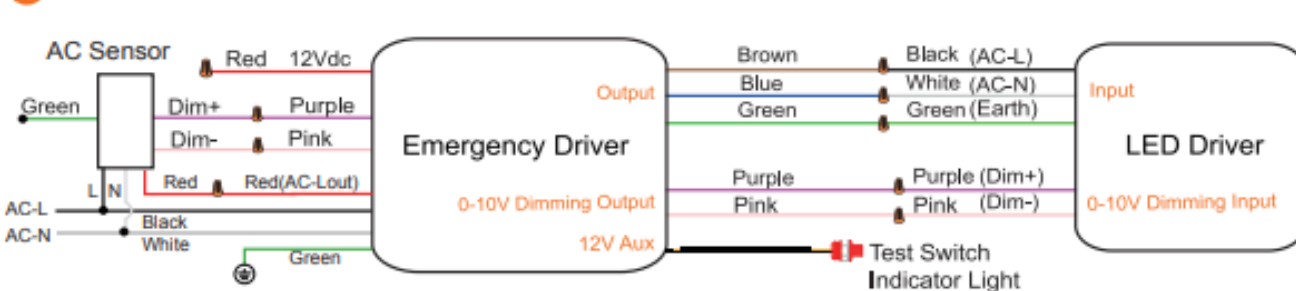 AC Sensor
Red 12Vdc
Green
Dim+ Purple
Dim- Pink
Red Red(AC-Lout)
L N
AC-L
Black
AC-N
White
Green
Output
Emergency Driver
0-10V Dimming Output
12V Aux
Brown Black (AC-L)
Blue White (AC-N)
Green Green (Earth)
Purple Purple (Dim+)
Pink Pink (Dim-)
Test Switch
Indicator Light
Input
LED Driver
0-10V Dimming Input